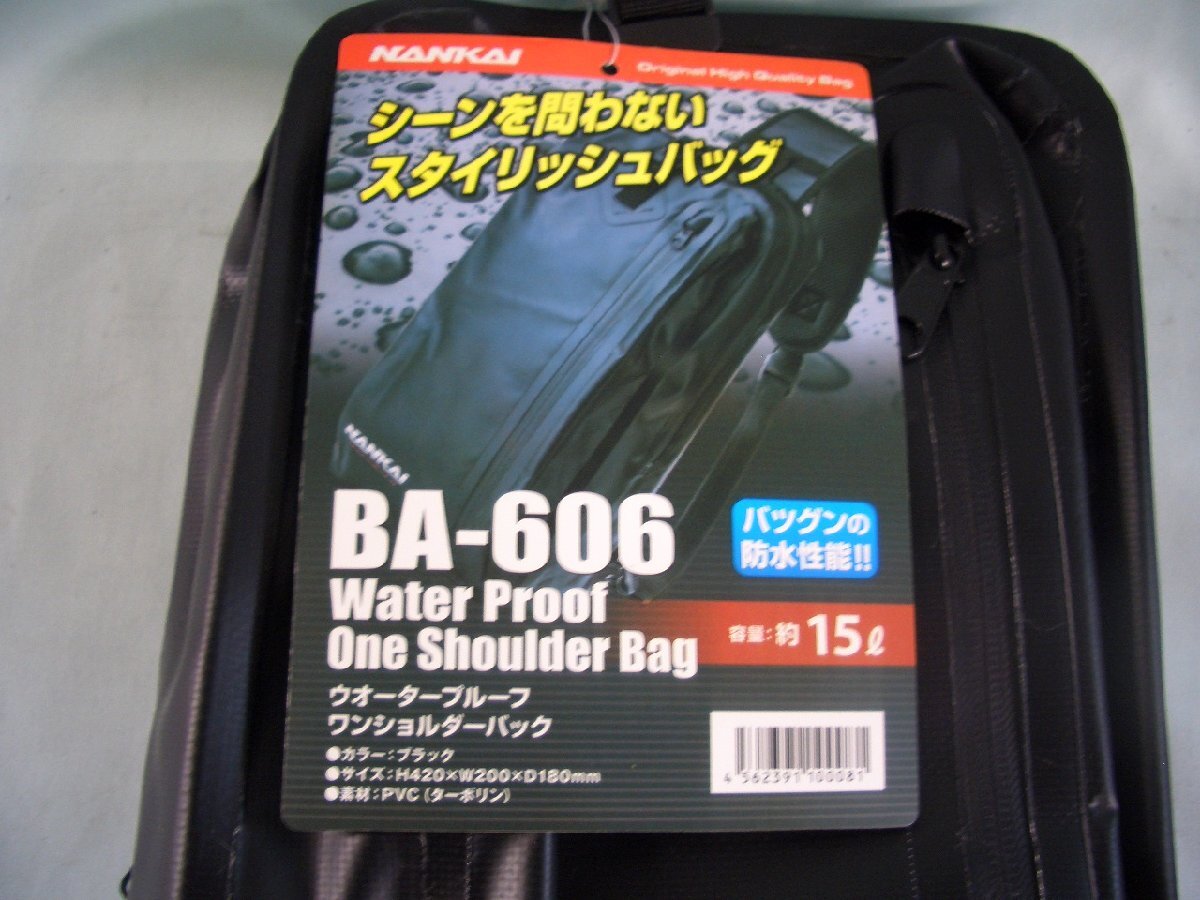 NANKAI
Original High Quality Bag
シーンを問わない
スタイリッシュバッグ
NANKAI
BA-606
バツグンの
防水性能!!
Water Proof
One Shoulder Bag
容量:約15ℓ
ウオータープルーフ
ワンショルダーバック
●カラー:ブラック
●サイズ:H420×W200×D180mm
●素材:PVC(ターポリン)
4 562391 100081